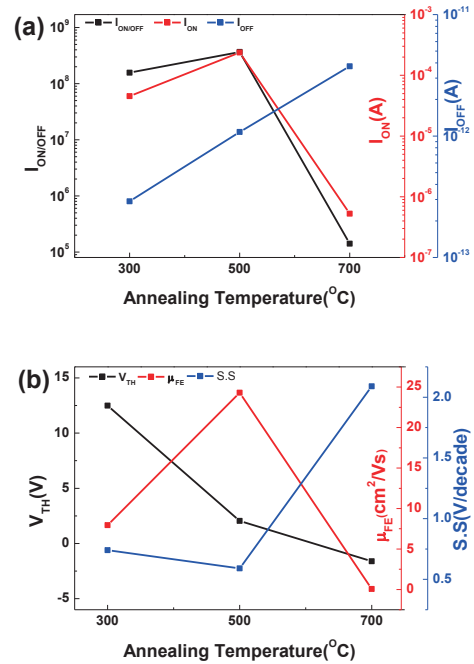 (a)
I_ON/OFF I_ON I_OFF
10^9
10^8
10^7
10^6
10^5
I_ON/OFF
10^-3
10^-4
10^-5
10^-6
10^-7
I_ON(A)
10^-11
10^-12
10^-13
I_OFF(A)
300 500 700
Annealing Temperature(°C)
(b)
V_TH μ_FE S.S
15
10
5
0
-5
V_TH(V)
25
20
15
10
5
0
μ_FE(cm^2/Vs)
2.0
1.5
1.0
0.5
S.S(V/decade)
300 500 700
Annealing Temperature(°C)